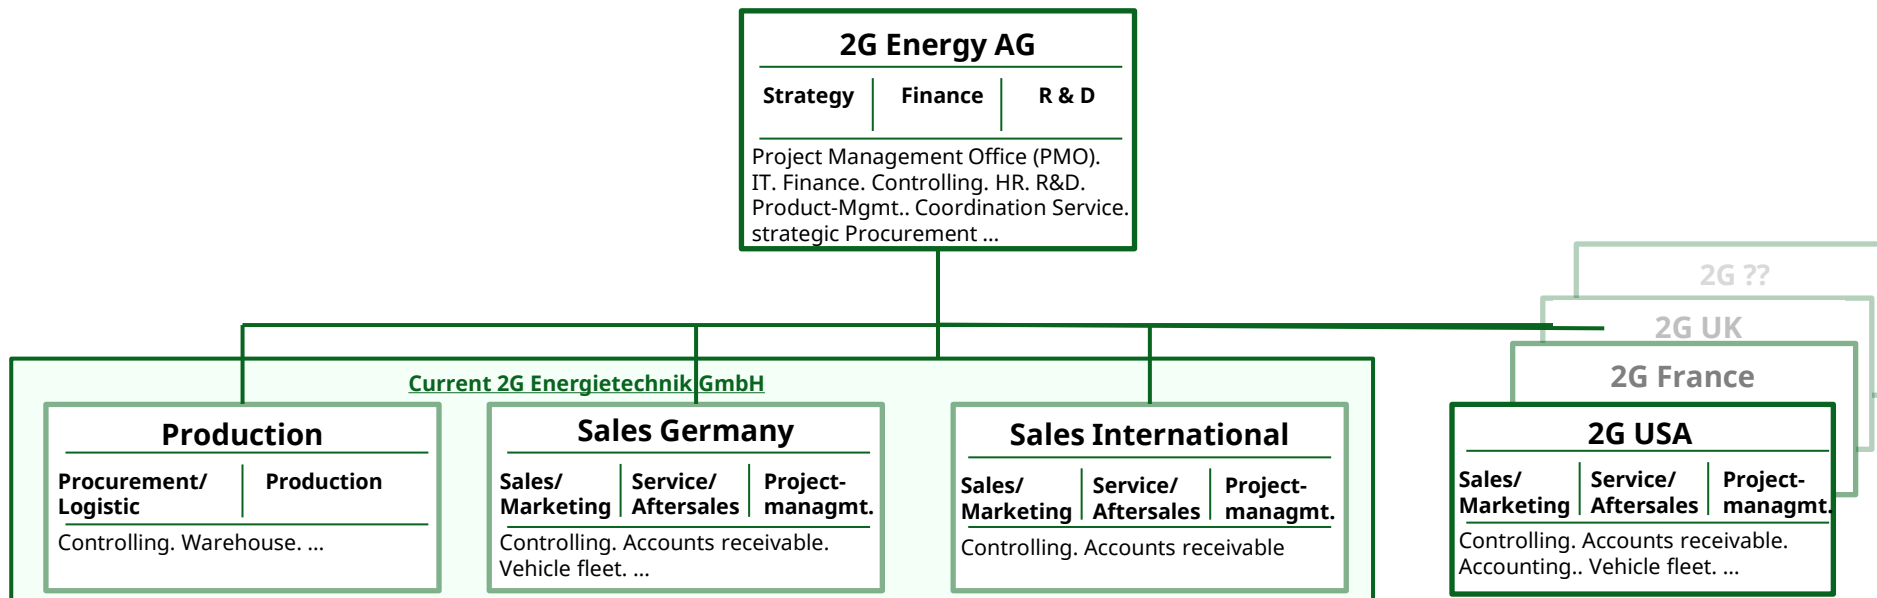 2G Energy AG
Strategy
Finance
R & D
Project Management Office (PMO).
IT. Finance. Controlling. HR. R&D.
Product-Mgmt.. Coordination Service.
strategic Procurement ...
2G ??
2G UK
2G France
Current 2G Energietechnik GmbH
Production
Procurement/
Logistic
Production
Controlling. Warehouse. ...
Sales Germany
Sales/
Marketing
Service/
Aftersales
Project-
managmt.
Controlling. Accounts receivable.
Vehicle fleet. ...
Sales International
Sales/
Marketing
Service/
Aftersales
Project-
managmt.
Controlling. Accounts receivable
2G USA
Sales/
Marketing
Service/
Aftersales
Project-
managmt.
Controlling. Accounts receivable.
Accounting.. Vehicle fleet. ...